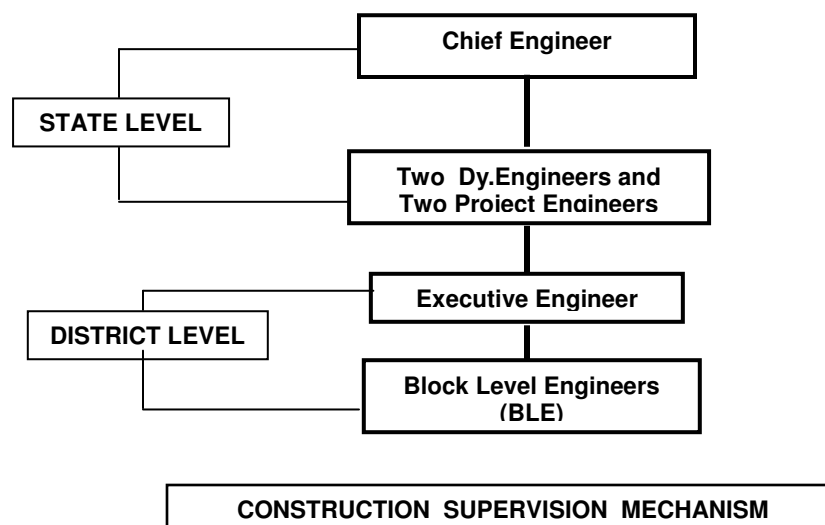 Chief Engineer
STATE LEVEL
Two Dy.Engineers and
Two Project Engineers
Executive Engineer
DISTRICT LEVEL
Block Level Engineers
(BLE)
CONSTRUCTION SUPERVISION MECHANISM